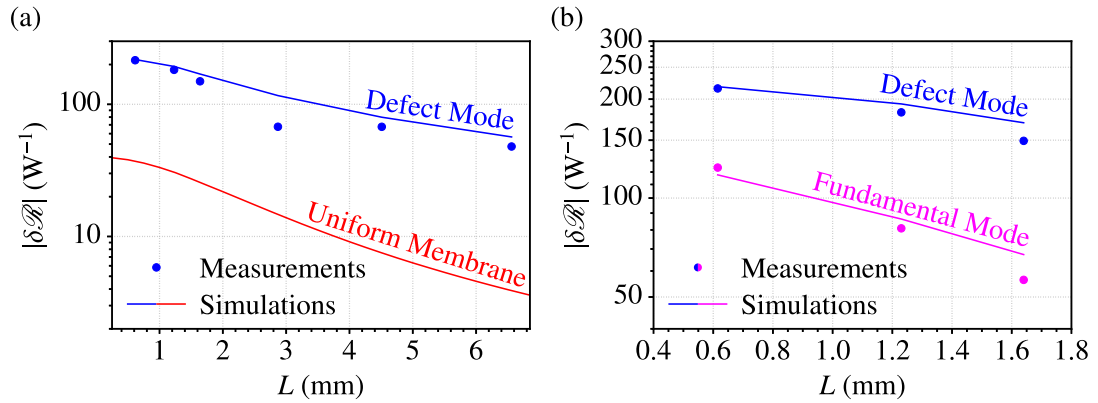 (a)
|δℛ| (W⁻¹)
100
10
Defect Mode
Uniform Membrane
Measurements
Simulations
1 2 3 4 5 6
L (mm)
(b)
|δℛ| (W⁻¹)
300
250
200
150
100
50
Defect Mode
Fundamental Mode
Measurements
Simulations
0.4 0.6 0.8 1.0 1.2 1.4 1.6 1.8
L (mm)